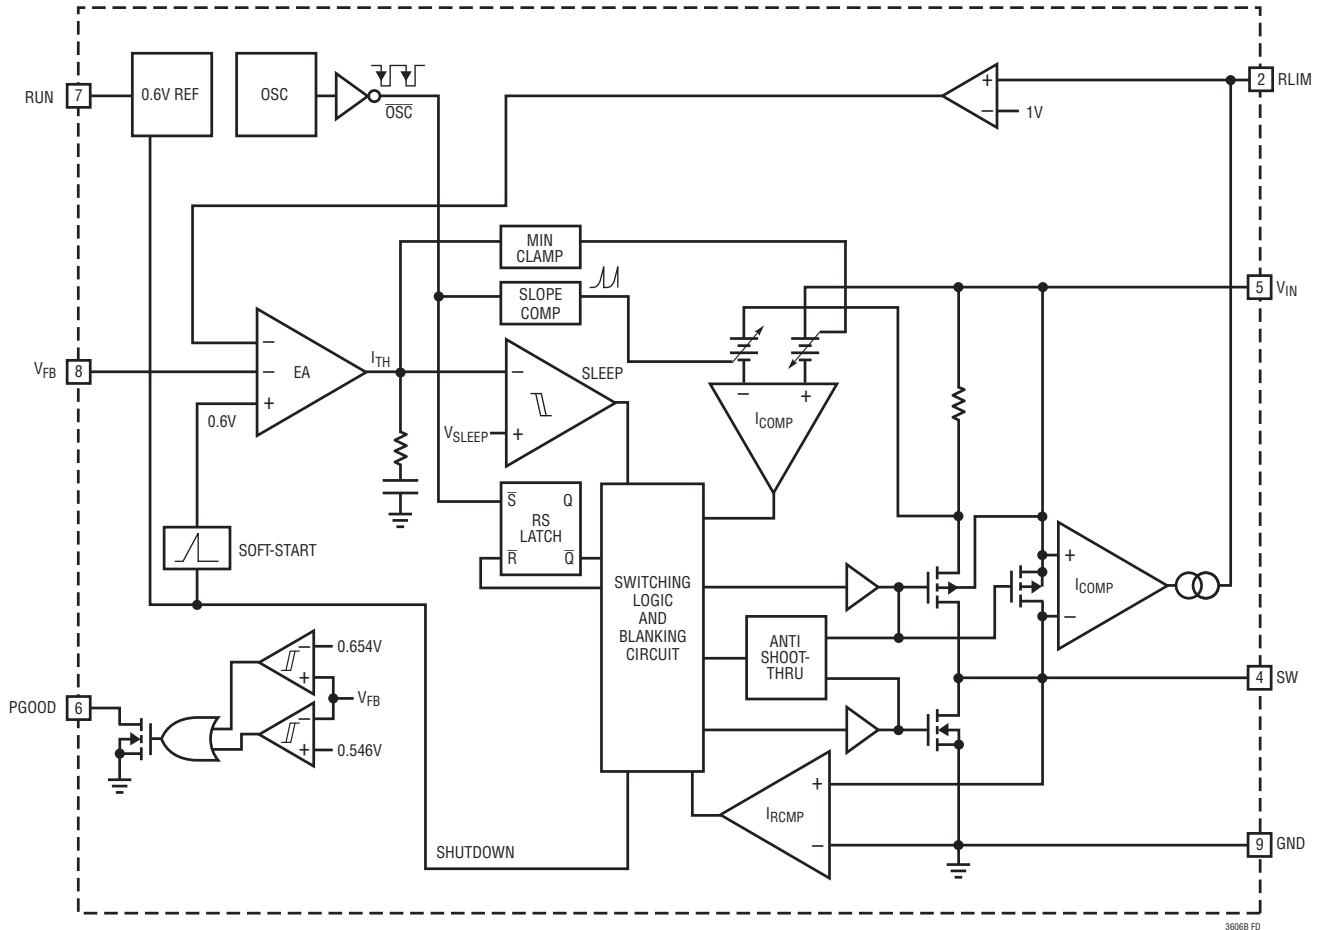 RUN
7
0.6V REF
OSC
O̅S̅C̅
+
−
1V
2
RLIM
MIN
CLAMP
SLOPE
COMP
5
VIN
VFB
8
−
−
+
EA
ITH
0.6V
−
+
VSLEEP
SLEEP
−
+
ICOMP
S̅
Q
RS
LATCH
R̅
Q̅
SOFT-START
SWITCHING
LOGIC
AND
BLANKING
CIRCUIT
ANTI
SHOOT-
THRU
+
−
ICOMP
4
SW
PGOOD
6
−
+
0.654V
VFB
−
+
0.546V
+
−
IRCMP
SHUTDOWN
9
GND
3606B FD